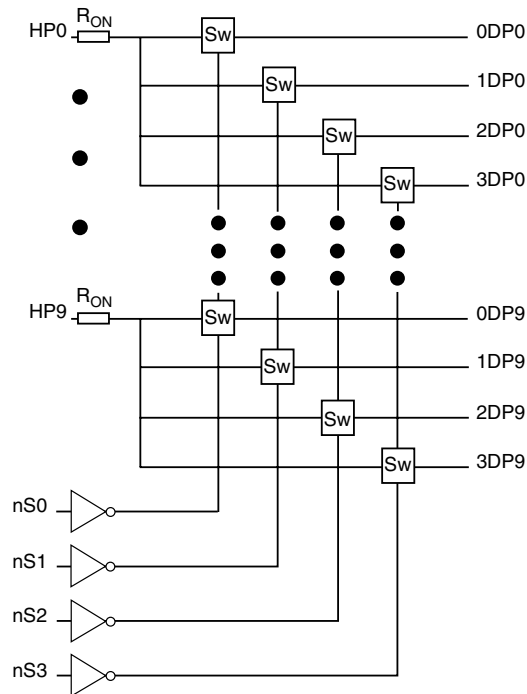 HP0 RON Sw 0DP0
Sw 1DP0
Sw 2DP0
Sw 3DP0
HP9 RON Sw 0DP9
Sw 1DP9
Sw 2DP9
Sw 3DP9
nS0
nS1
nS2
nS3